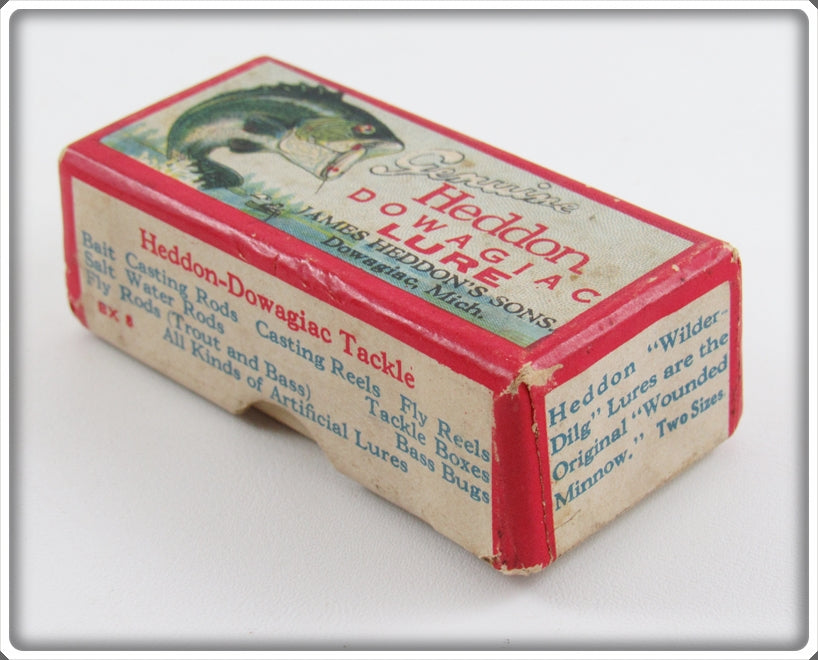 Genuine
Heddon
DOWAGIAC
LURE
JAMES HEDDON'S SONS,
Dowagiac, Mich.
Heddon-Dowagiac Tackle
Bait Casting Rods Casting Reels Fly Reels
Salt Water Rods Tackle Boxes
Fly Rods (Trout and Bass) Bass Bugs
All Kinds of Artificial Lures
EX 8
Heddon "Wilder-
Dilg" Lures are the
Original "Wounded
Minnow." Two Sizes.